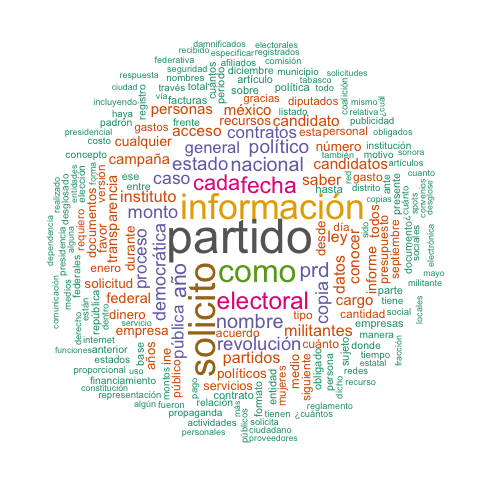 damnificados electorales
recibido especificar registrados
federativa afiliados comisión
respuesta seguridad diciembre municipio solicitudes
nombres artículo tabasco
ciudad vía través total sobre política todo
incluyendo facturas gracias listado mismo ¿cual
haya registro personas méxico diputados coalición relativa
padrón frente recursos candidato publicidad
presidencial gastos acceso contratos esta personal obligados
costo cualquier general político número institución
concepto campaña estado nacional candidatos también motivo sonora
ese caso cada fecha saber red artículos
entre hasta gasto ante cuanto
instituto información distrito
monto partido
solicito como
democrática año prd
electoral
solicitud enero
federal nombre copia cargo parte
dinero pública tipo cantidad tiene social
empresa acuerdo militantes empresas
revolución cuánto manera
internet servicio base partidos donde
funciones anterior años políticos tiempo
estados público servicios estatal
proporcional uso redes
financiamiento contrato dicho recurso
constitución relación
representación montos
algún fueron tienen reglamento
propaganda ¿cuántos
actividades solicita
personales ciudadano
proveedores
dependencia
comunicación
realizado
entidades
desglosado
presidencia
medios
derecho
elección
alguna
federales
requiero
están
dentro
forma
república
documentos
favor
versión
transparencia
durante
proceso
periodo
cuántos
ine
pago
más
públicos
formato
entidad
mujeres
medio
siguiente
obligado
persona
sujeto
datos
desde
ley
día
conocer
informe
todos
presupuesto
septiembre
sido
documento
¿cuánto
sociales
copias
convenios
spots
locales
electrónica
desglose
mayo
militante
fracción